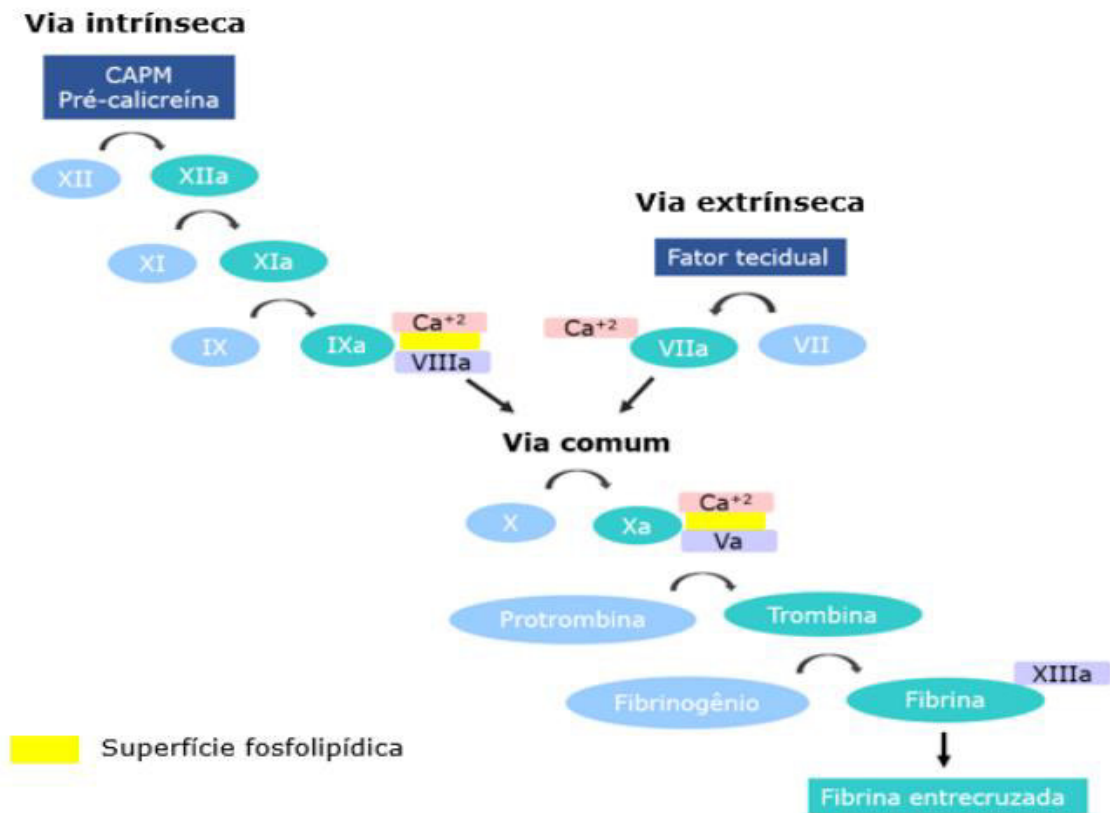 Via intrínseca
CAPM
Pré-calicreína
XII
XIIa
Via extrínseca
XI
XIa
Fator tecidual
IX
IXa
Ca⁺²
VIIIa
Ca⁺²
VIIa
VII
Via comum
X
Xa
Ca⁺²
Va
Protrombina
Trombina
Fibrinogênio
Fibrina
XIIIa
Superfície fosfolipídica
Fibrina entrecruzada